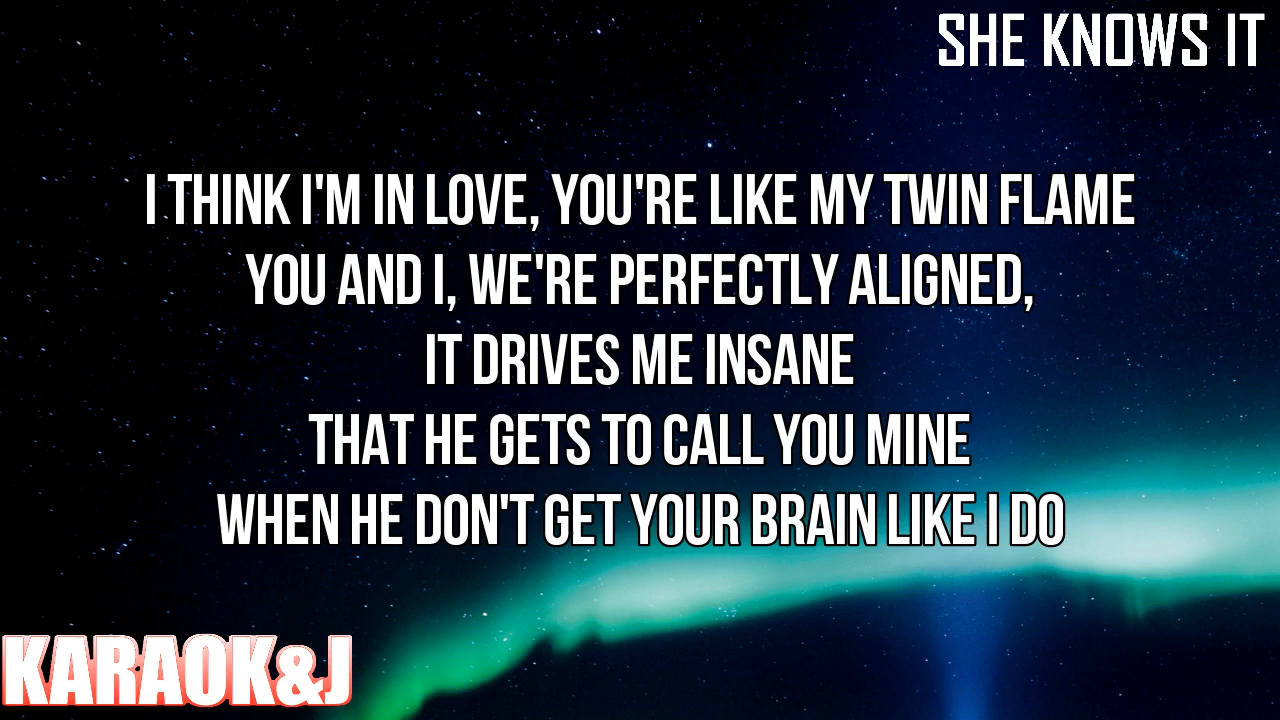 SHE KNOWS IT
I THINK I'M IN LOVE, YOU'RE LIKE MY TWIN FLAME
YOU AND I, WE'RE PERFECTLY ALIGNED,
IT DRIVES ME INSANE
THAT HE GETS TO CALL YOU MINE
WHEN HE DON'T GET YOUR BRAIN LIKE I DO
KARAOK&J